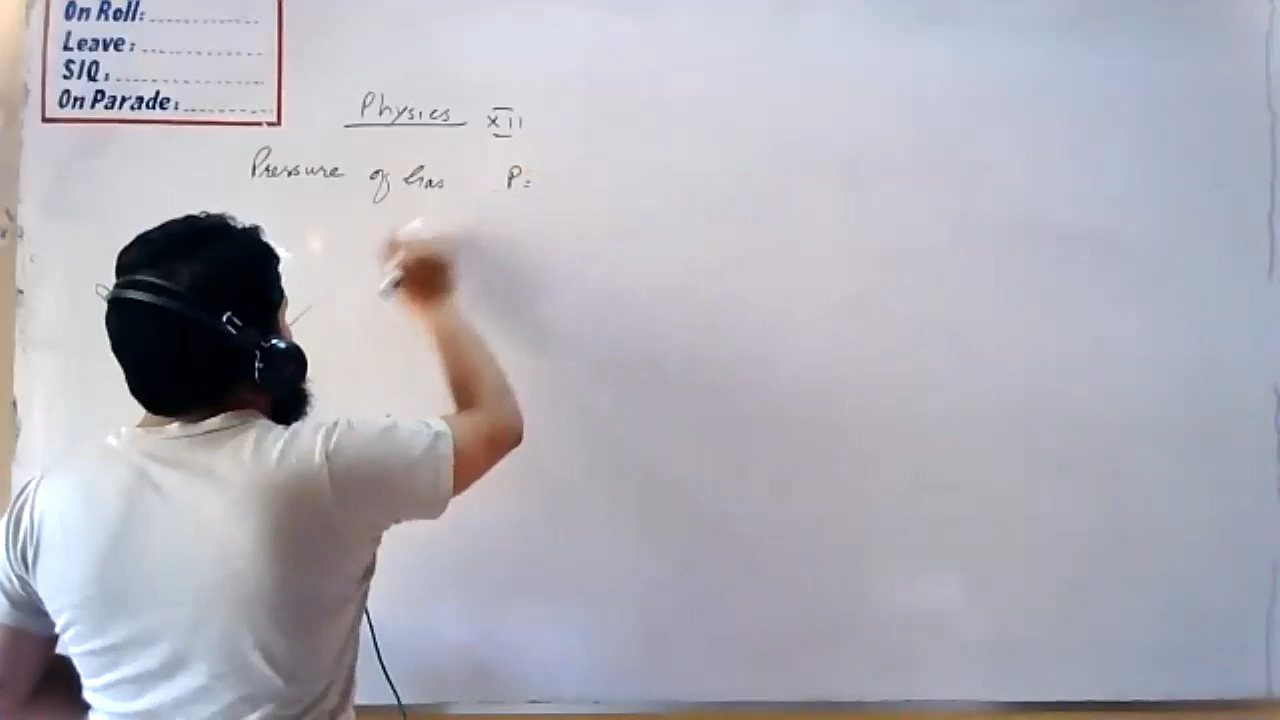 On Roll:
Leave:
SIQ:
On Parade:
Physics XII
Pressure of Gas P=